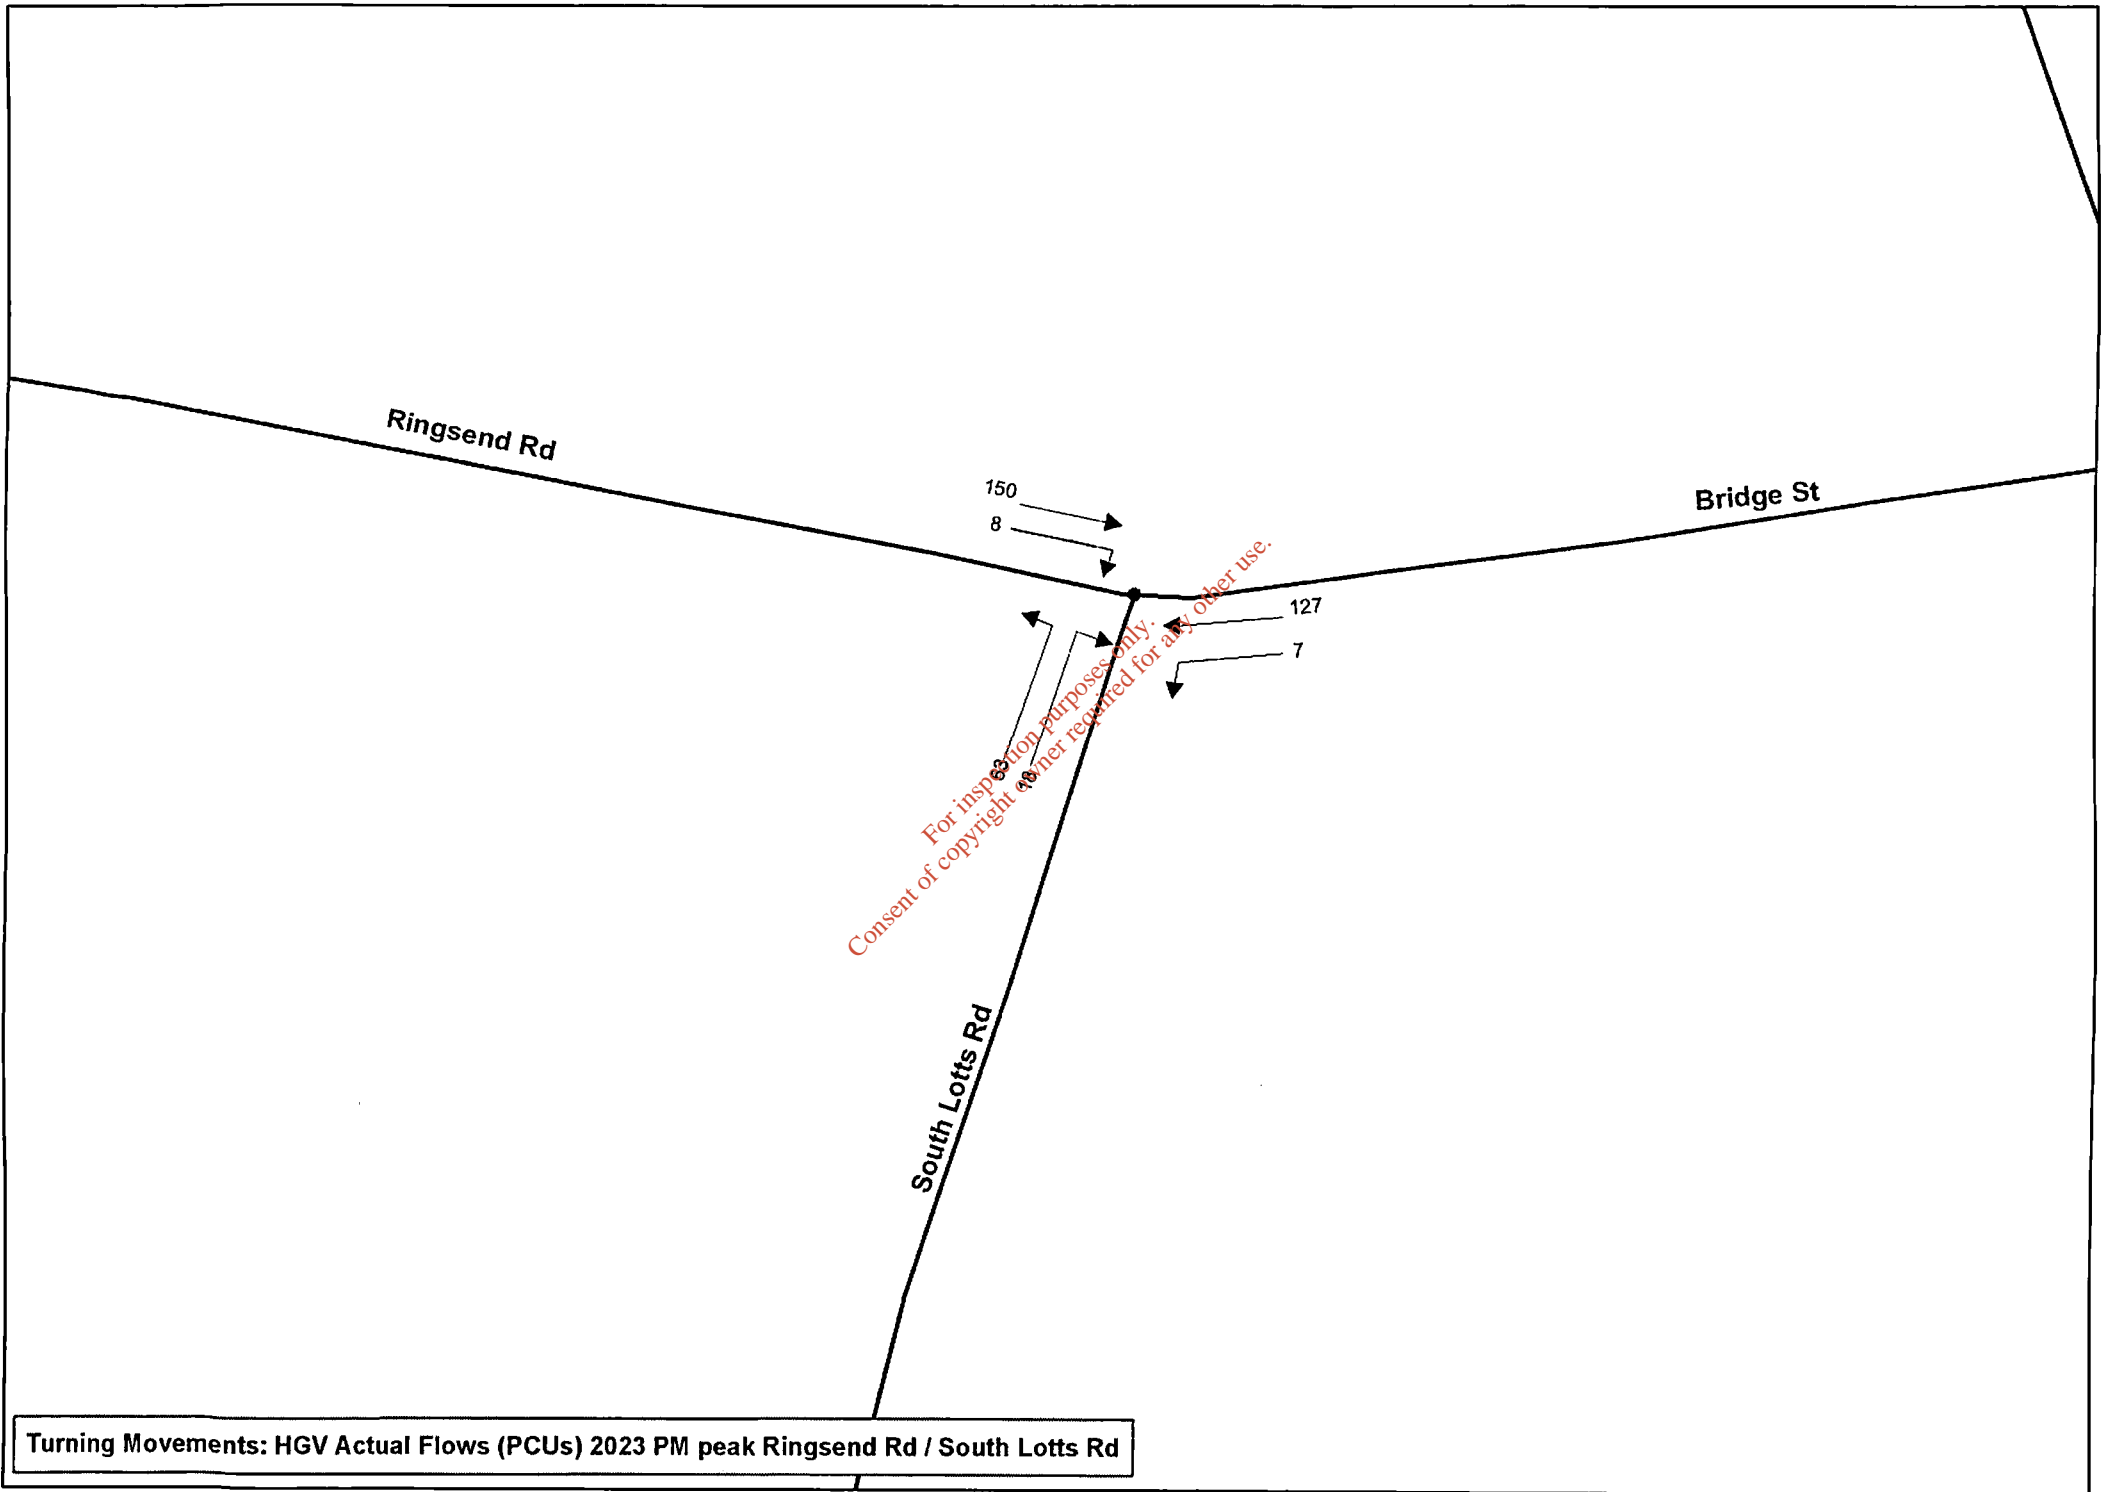 Ringsend Rd
150
8
Bridge St
127
7
63
18
For inspection purposes only.
Consent of copyright owner required for any other use.
South Lotts Rd
Turning Movements: HGV Actual Flows (PCUs) 2023 PM peak Ringsend Rd / South Lotts Rd